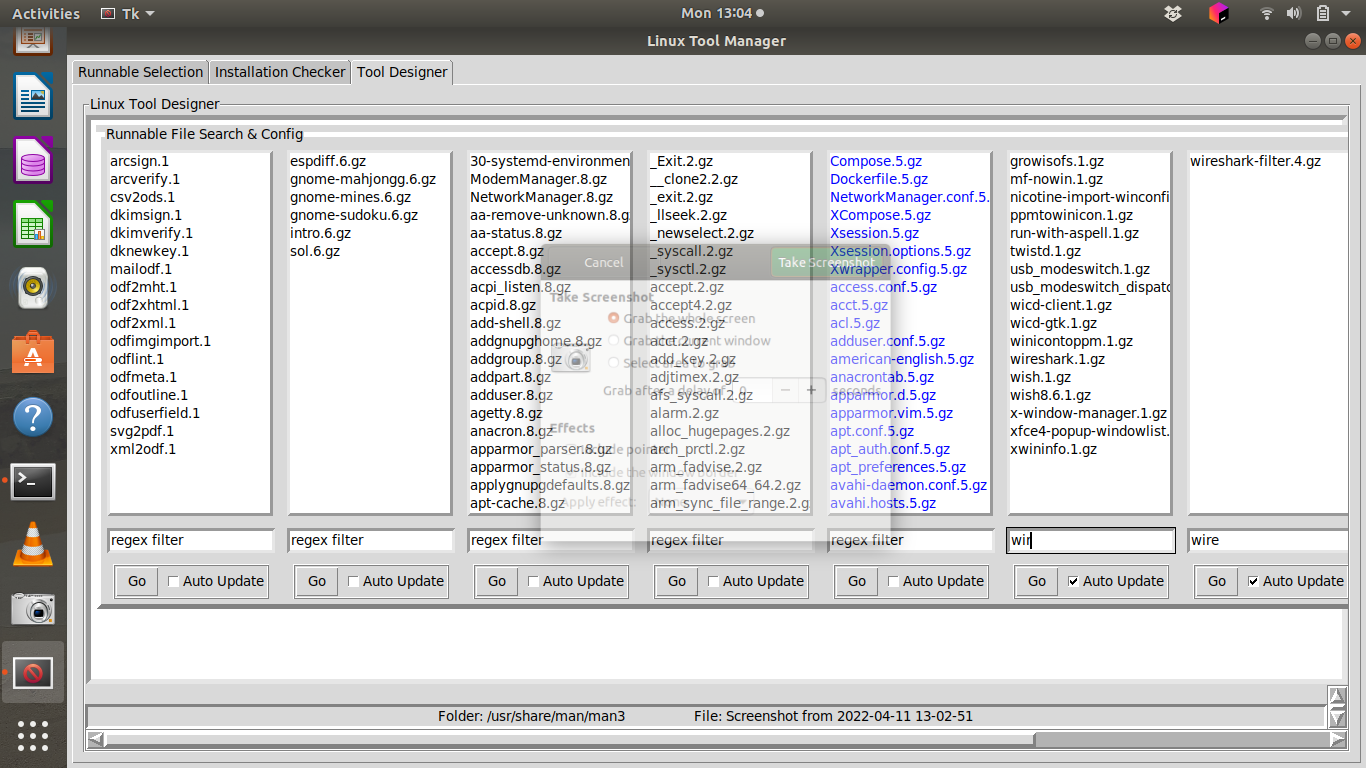 Activities
Tk
Mon 13:04
Linux Tool Manager
Runnable Selection
Installation Checker
Tool Designer
Linux Tool Designer
Runnable File Search & Config
arcsign.1
arcverify.1
csv2ods.1
dkimsign.1
dkimverify.1
dknewkey.1
mailodf.1
odf2mht.1
odf2xhtml.1
odf2xml.1
odfimgimport.1
odflint.1
odfmeta.1
odfoutline.1
odfuserfield.1
svg2pdf.1
xml2odf.1
espdiff.6.gz
gnome-mahjongg.6.gz
gnome-mines.6.gz
gnome-sudoku.6.gz
intro.6.gz
sol.6.gz
30-systemd-environmen
ModemManager.8.gz
NetworkManager.8.gz
aa-remove-unknown.8.g
aa-status.8.gz
accept.8.gz
accessdb.8.gz
acpi_listen.8.gz
acpid.8.gz
add-shell.8.gz
addgnupghome.8.gz
addgroup.8.gz
addpart.8.gz
adduser.8.gz
agetty.8.gz
anacron.8.gz
apparmor_parser.8.gz
apparmor_status.8.gz
applygnupgdefaults.8.gz
apt-cache.8.gz
_Exit.2.gz
__clone2.2.gz
_exit.2.gz
_llseek.2.gz
_newselect.2.gz
_syscall.2.gz
_sysctl.2.gz
accept.2.gz
accept4.2.gz
access.2.gz
acct.2.gz
add_key.2.gz
adjtimex.2.gz
afs_syscall.2.gz
alarm.2.gz
alloc_hugepages.2.gz
arch_prctl.2.gz
arm_fadvise.2.gz
arm_fadvise64_64.2.gz
arm_sync_file_range.2.g
Compose.5.gz
Dockerfile.5.gz
NetworkManager.conf.5.
XCompose.5.gz
Xsession.5.gz
Xsession.options.5.gz
Xwrapper.config.5.gz
access.conf.5.gz
acct.5.gz
acl.5.gz
adduser.conf.5.gz
american-english.5.gz
anacrontab.5.gz
apparmor.d.5.gz
apparmor.vim.5.gz
apt.conf.5.gz
apt_auth.conf.5.gz
apt_preferences.5.gz
avahi-daemon.conf.5.gz
avahi.hosts.5.gz
growisofs.1.gz
mf-nowin.1.gz
nicotine-import-winconfi
ppmtowinicon.1.gz
run-with-aspell.1.gz
twistd.1.gz
usb_modeswitch.1.gz
usb_modeswitch_dispatc
wicd-client.1.gz
wicd-gtk.1.gz
winicontoppm.1.gz
wireshark.1.gz
wish.1.gz
wish8.6.1.gz
x-window-manager.1.gz
xfce4-popup-windowlist.
xwininfo.1.gz
wireshark-filter.4.gz
Cancel
Take Screenshot
Take Screenshot
Grab the whole screen
Grab the current window
Select area to grab
Grab after a delay of 0 - + seconds
Effects
Include pointer
Include the window border
Apply effect:
regex filter
regex filter
regex filter
regex filter
regex filter
wir
wire
Go Auto Update
Go Auto Update
Go Auto Update
Go Auto Update
Go Auto Update
Go Auto Update
Go Auto Update
Folder: /usr/share/man/man3
File: Screenshot from 2022-04-11 13-02-51